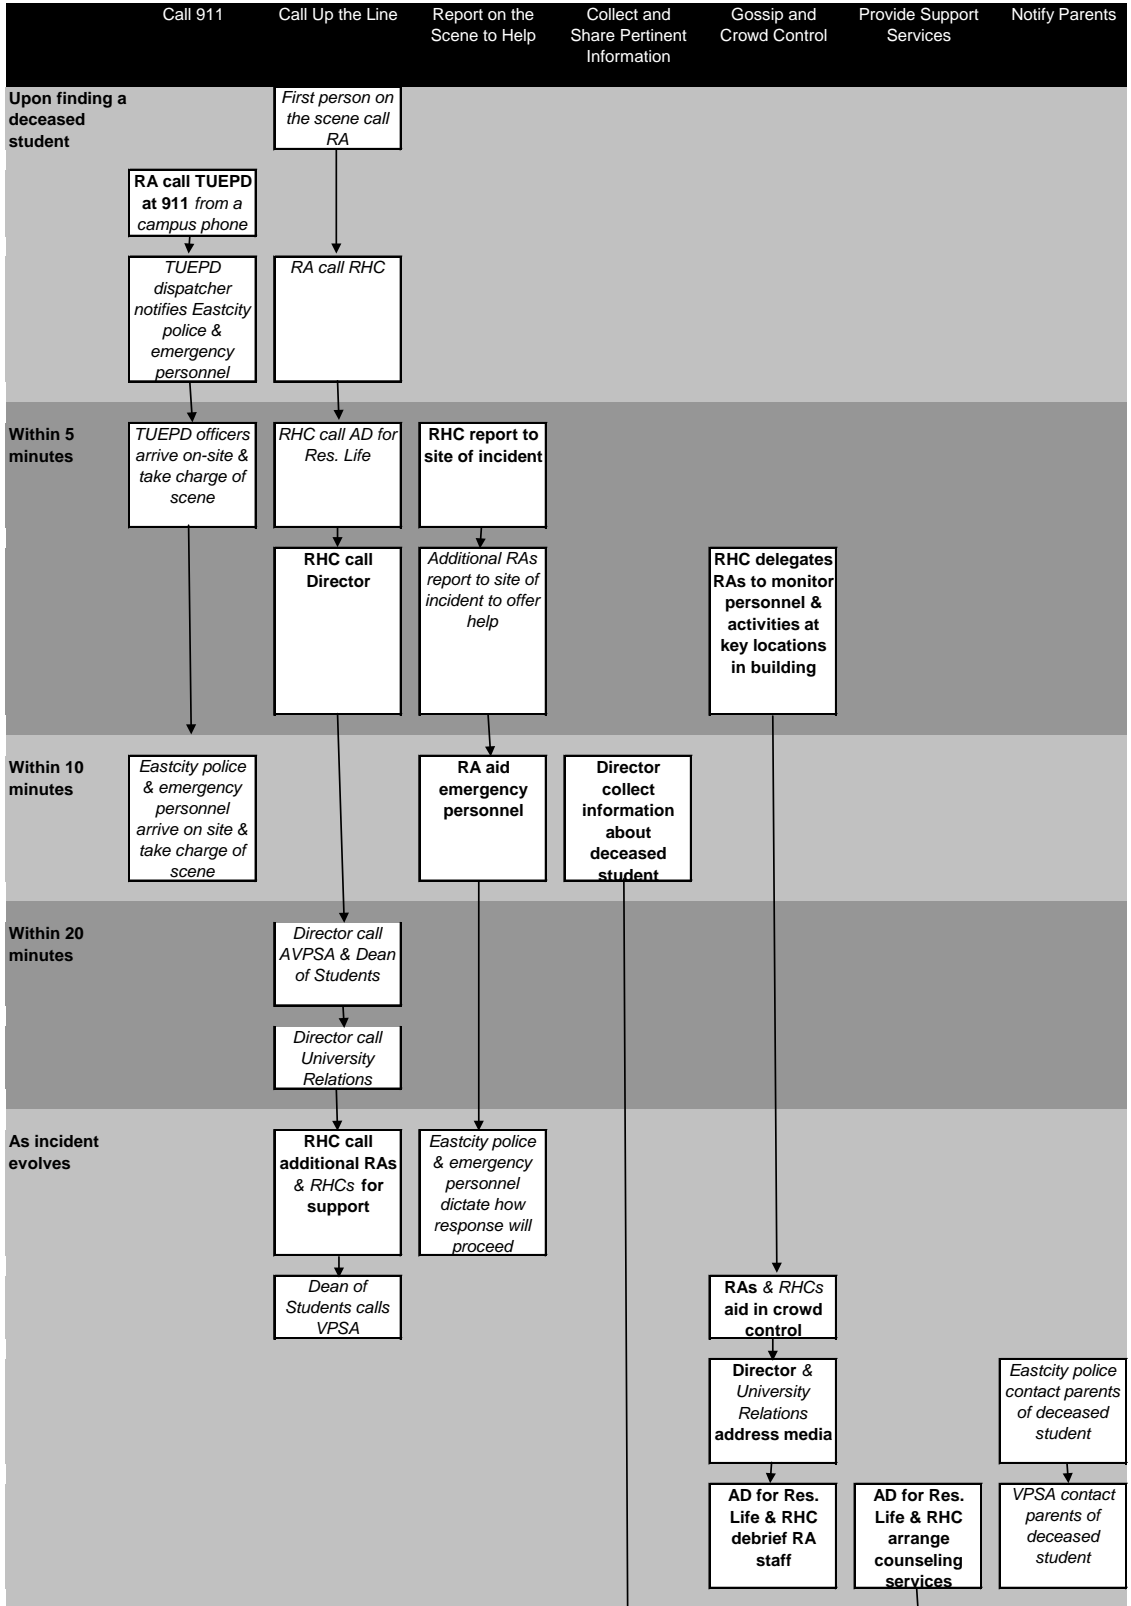 Call 911
Call Up the Line
Report on the
Scene to Help
Collect and
Share Pertinent
Information
Gossip and
Crowd Control
Provide Support
Services
Notify Parents
Upon finding a
deceased
student
First person on
the scene call
RA
RA call TUEPD
at 911 from a
campus phone
TUEPD
dispatcher
notifies Eastcity
police &
emergency
personnel
RA call RHC
Within 5
minutes
TUEPD officers
arrive on-site &
take charge of
scene
RHC call AD for
Res. Life
RHC report to
site of incident
RHC call
Director
Additional RAs
report to site of
incident to offer
help
RHC delegates
RAs to monitor
personnel &
activities at
key locations
in building
Within 10
minutes
Eastcity police
& emergency
personnel
arrive on site &
take charge of
scene
RA aid
emergency
personnel
Director
collect
information
about
deceased
student
Within 20
minutes
Director call
AVPSA & Dean
of Students
Director call
University
Relations
As incident
evolves
RHC call
additional RAs
& RHCs for
support
Eastcity police
& emergency
personnel
dictate how
response will
proceed
Dean of
Students calls
VPSA
RAs & RHCs
aid in crowd
control
Director &
University
Relations
address media
Eastcity police
contact parents
of deceased
student
AD for Res.
Life & RHC
debrief RA
staff
AD for Res.
Life & RHC
arrange
counseling
services
VPSA contact
parents of
deceased
student